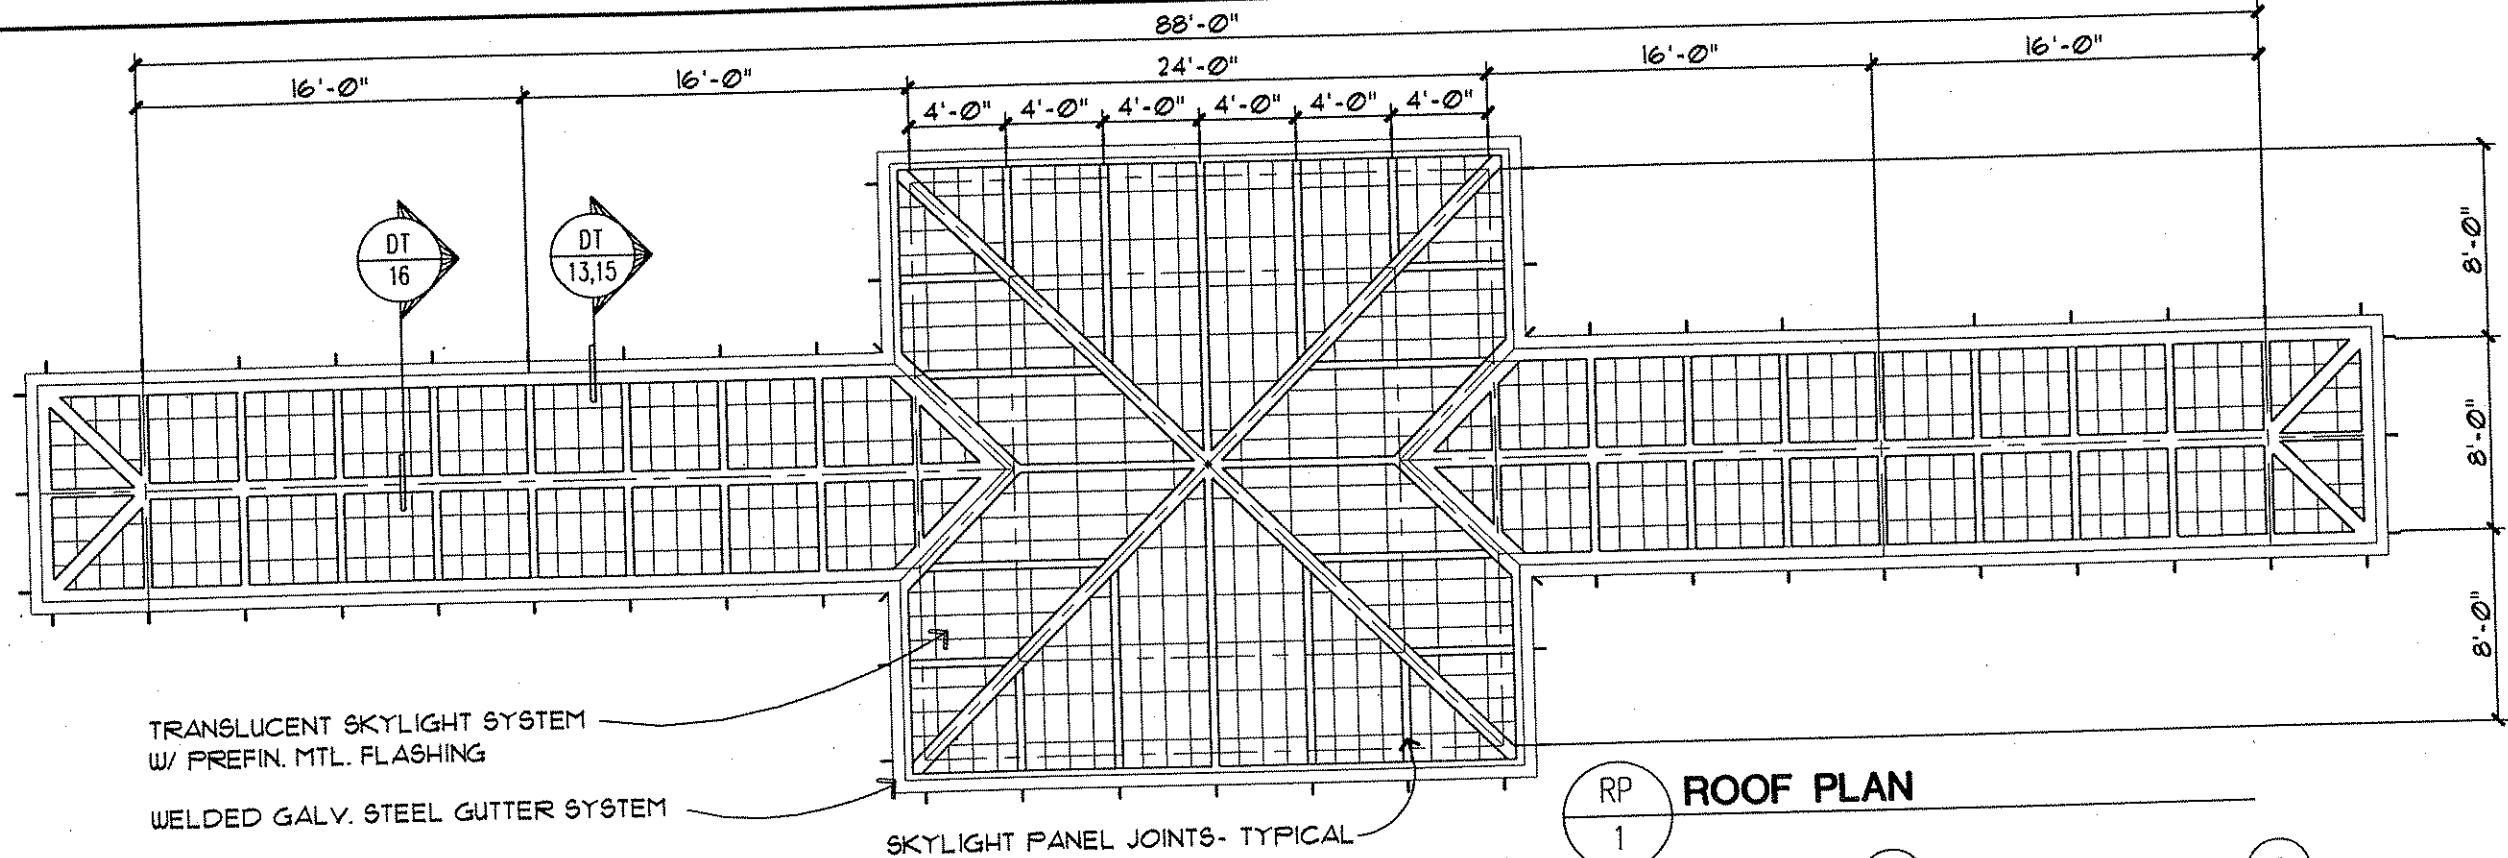 88'-0"
16'-0" 16'-0" 24'-0" 16'-0" 16'-0"
4'-0" 4'-0" 4'-0" 4'-0" 4'-0" 4'-0"
DT
16
DT
13,15
8'-0"
8'-0"
8'-0"
TRANSLUCENT SKYLIGHT SYSTEM
W/ PREFIN. MTL. FLASHING
WELDED GALV. STEEL GUTTER SYSTEM
SKYLIGHT PANEL JOINTS- TYPICAL
RP
1
ROOF PLAN